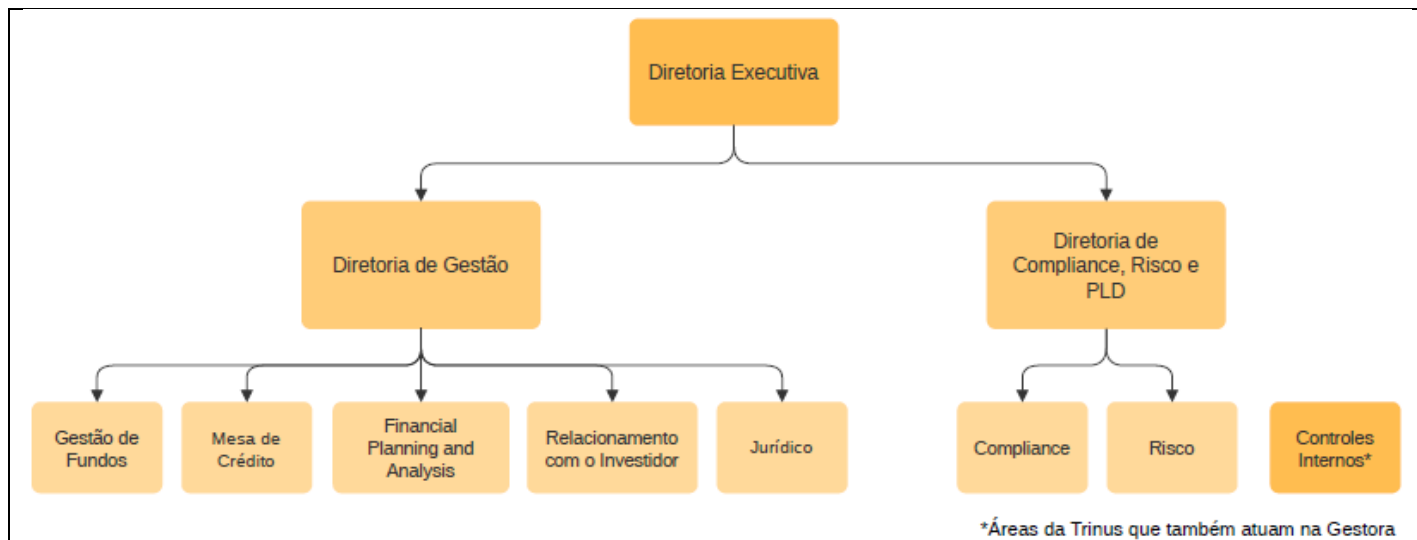 Diretoria Executiva
Diretoria de Gestão
Diretoria de
Compliance, Risco e
PLD
Gestão de
Fundos
Mesa de
Crédito
Financial
Planning and
Analysis
Relacionamento
com o Investidor
Jurídico
Compliance
Risco
Controles
Internos*
*Áreas da Trinus que também atuam na Gestora